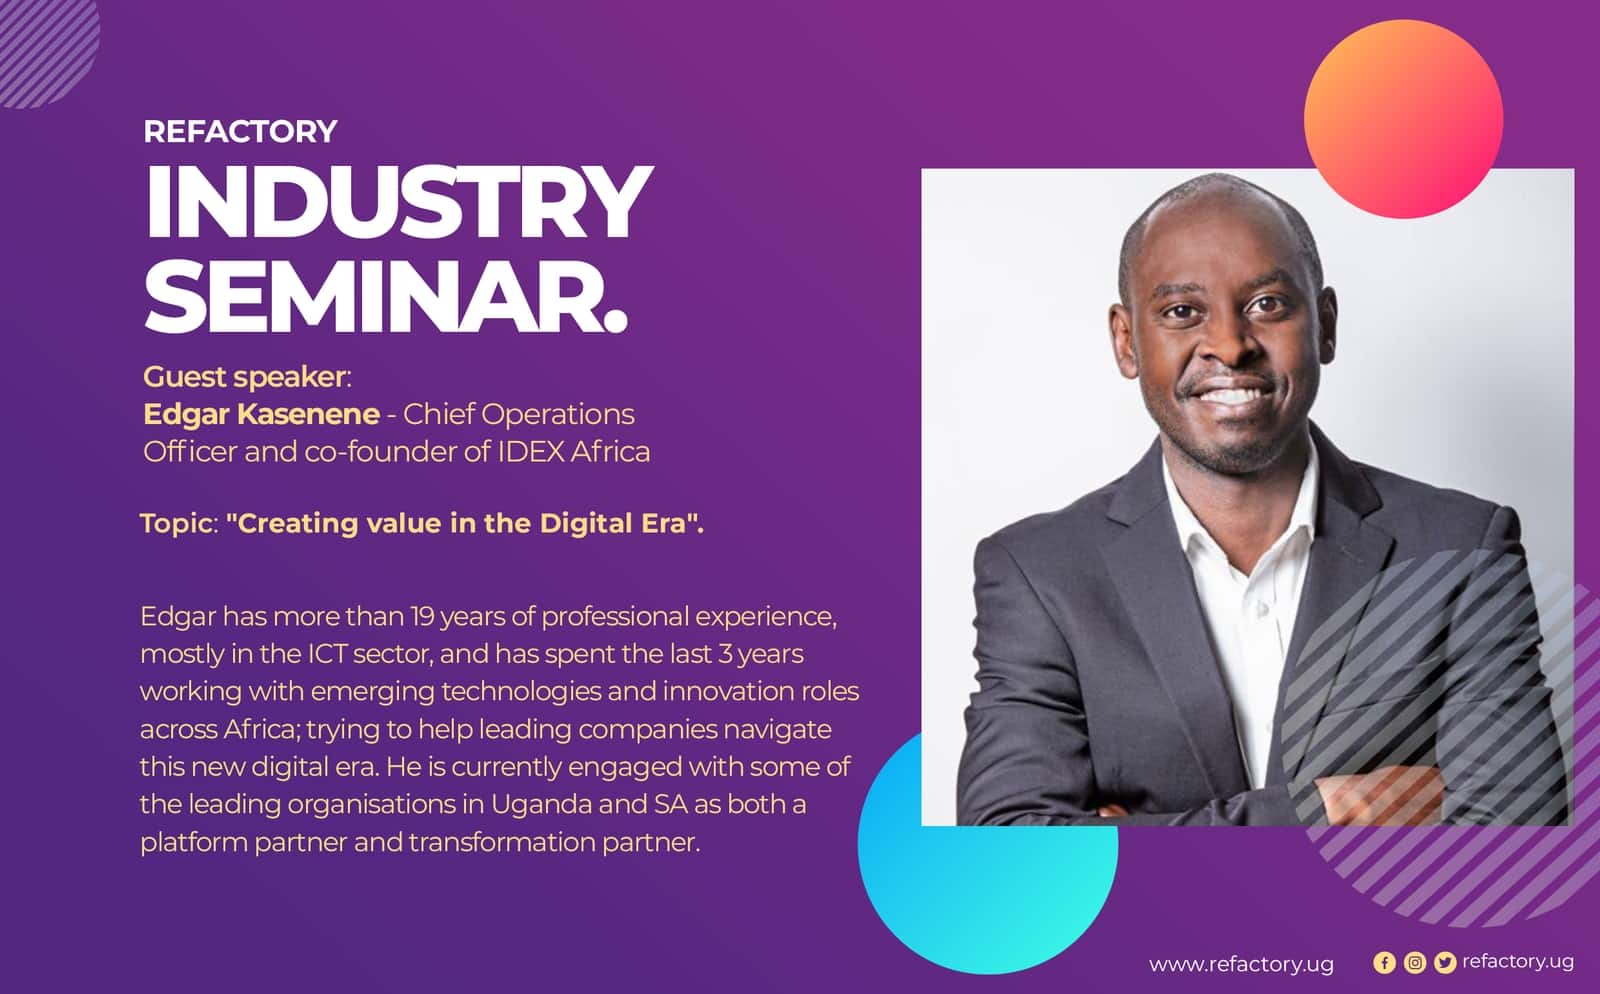 REFACTORY
INDUSTRY
SEMINAR.
Guest speaker:
Edgar Kasenene - Chief Operations
Officer and co-founder of IDEX Africa
Topic: "Creating value in the Digital Era".
Edgar has more than 19 years of professional experience,
mostly in the ICT sector, and has spent the last 3 years
working with emerging technologies and innovation roles
across Africa; trying to help leading companies navigate
this new digital era. He is currently engaged with some of
the leading organisations in Uganda and SA as both a
platform partner and transformation partner.
www.refactory.ug refactory.ug